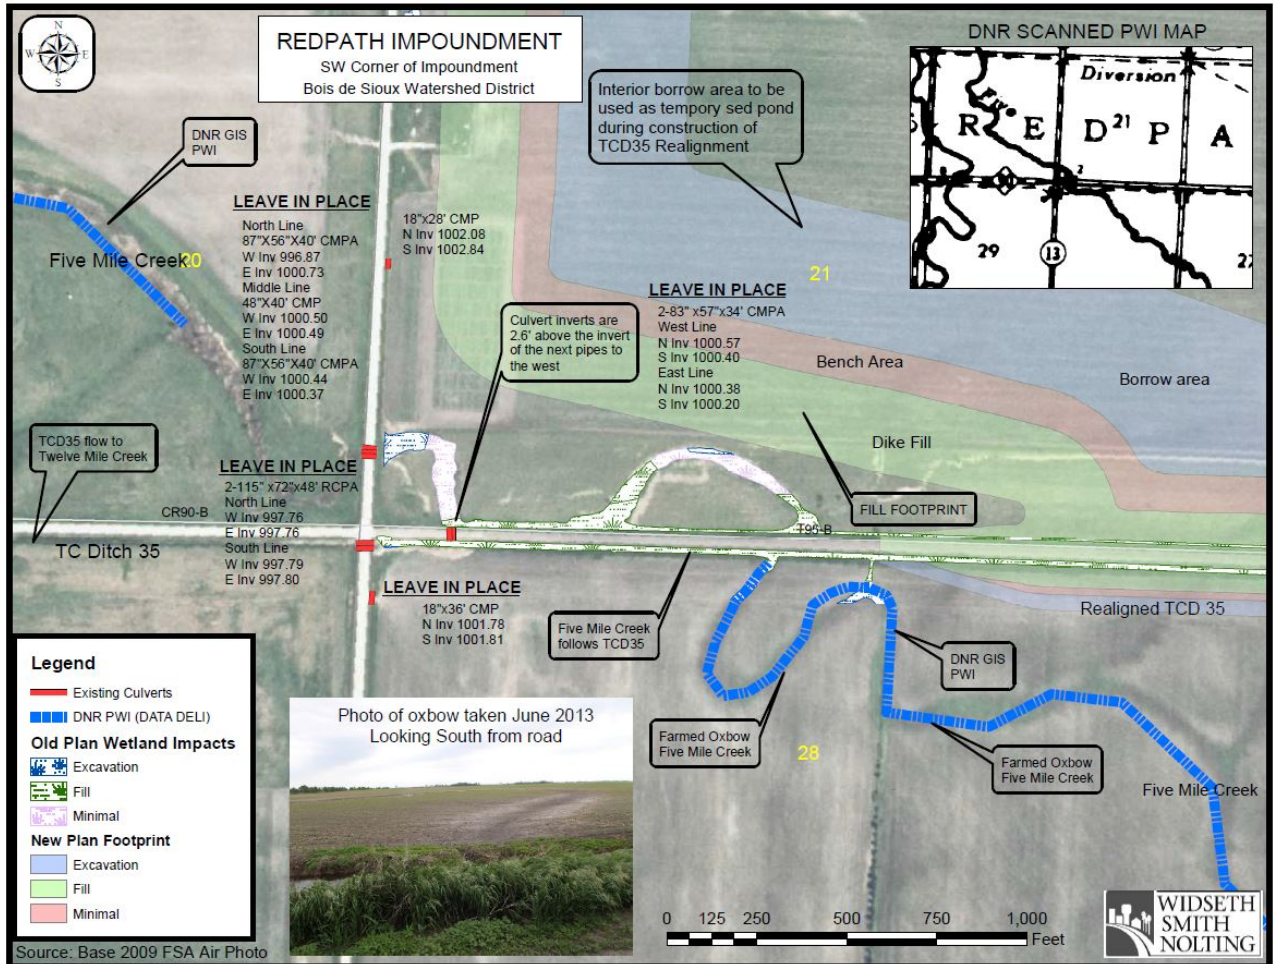 N
W
E
S
REDPATH IMPOUNDMENT
SW Corner of Impoundment
Bois de Sioux Watershed District
DNR SCANNED PWI MAP
Diversion
Five
R E D P A
21
2
29
13
27
Interior borrow area to be
used as tempory sed pond
during construction of
TCD35 Realignment
DNR GIS
PWI
Five Mile Creek
20
LEAVE IN PLACE
North Line
87"X56"X40' CMPA
W Inv 996.87
E Inv 1000.73
Middle Line
48"X40' CMP
W Inv 1000.50
E Inv 1000.49
South Line
87"X56"X40' CMPA
W Inv 1000.44
E Inv 1000.37
18"x28' CMP
N Inv 1002.08
S Inv 1002.84
Culvert inverts are
2.6' above the invert
of the next pipes to
the west
21
LEAVE IN PLACE
2-83" x57"x34' CMPA
West Line
N Inv 1000.57
S Inv 1000.40
East Line
N Inv 1000.38
S Inv 1000.20
Bench Area
Borrow area
Dike Fill
FILL FOOTPRINT
T95-B
TCD35 flow to
Twelve Mile Creek
CR90-B
TC Ditch 35
LEAVE IN PLACE
2-115" x72"x48' RCPA
North Line
W Inv 997.76
E Inv 997.76
South Line
W Inv 997.79
E Inv 997.80
LEAVE IN PLACE
18"x36' CMP
N Inv 1001.78
S Inv 1001.81
Five Mile Creek
follows TCD35
Realigned TCD 35
DNR GIS
PWI
Farmed Oxbow
Five Mile Creek
28
Farmed Oxbow
Five Mile Creek
Five Mile Creek
Legend
Existing Culverts
DNR PWI (DATA DELI)
Old Plan Wetland Impacts
Excavation
Fill
Minimal
New Plan Footprint
Excavation
Fill
Minimal
Photo of oxbow taken June 2013
Looking South from road
0 125 250 500 750 1,000
Feet
WIDSETH
SMITH
NOLTING
Source: Base 2009 FSA Air Photo